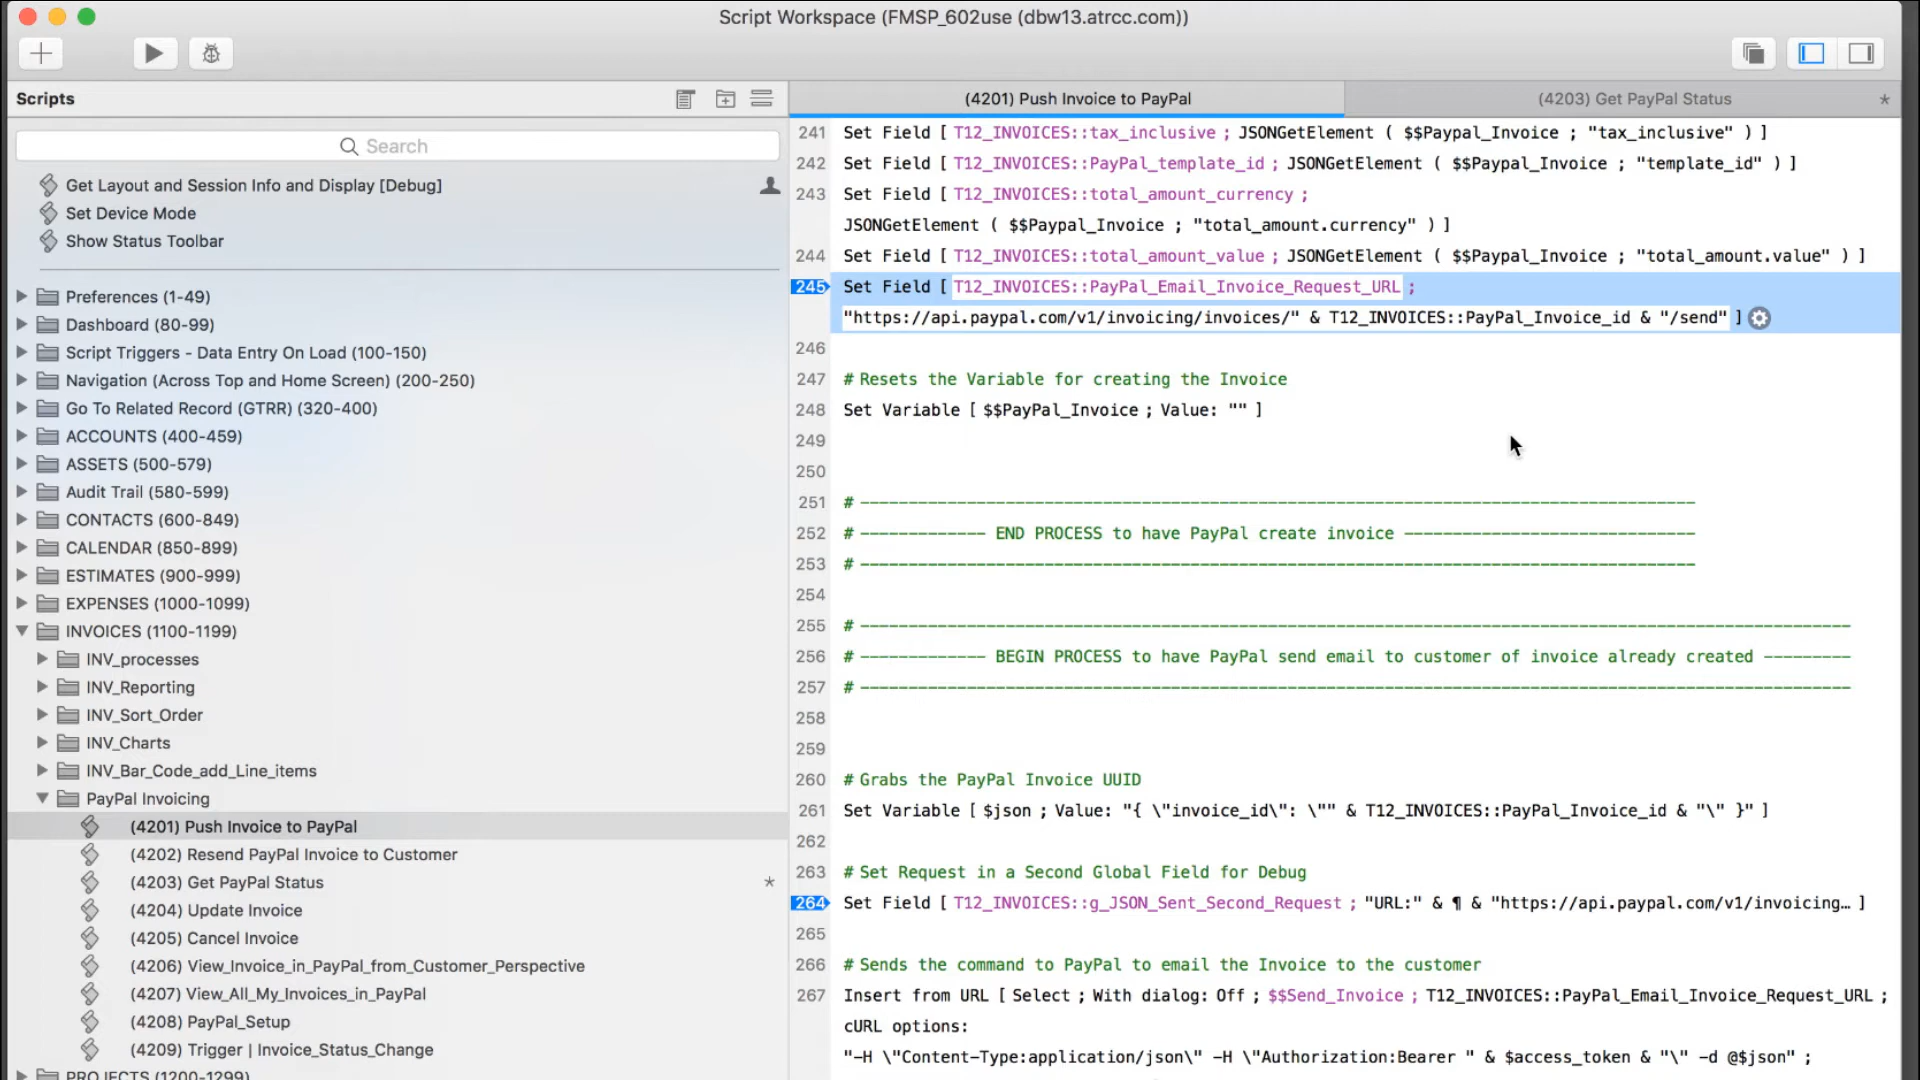 Script Workspace (FMSP_602use (dbw13.atrcc.com))
Scripts
Search
Get Layout and Session Info and Display [Debug]
Set Device Mode
Show Status Toolbar
Preferences (1-49)
Dashboard (80-99)
Script Triggers - Data Entry On Load (100-150)
Navigation (Across Top and Home Screen) (200-250)
Go To Related Record (GTRR) (320-400)
ACCOUNTS (400-459)
ASSETS (500-579)
Audit Trail (580-599)
CONTACTS (600-849)
CALENDAR (850-899)
ESTIMATES (900-999)
EXPENSES (1000-1099)
INVOICES (1100-1199)
INV_processes
INV_Reporting
INV_Sort_Order
INV_Charts
INV_Bar_Code_add_Line_items
PayPal Invoicing
(4201) Push Invoice to PayPal
(4202) Resend PayPal Invoice to Customer
(4203) Get PayPal Status *
(4204) Update Invoice
(4205) Cancel Invoice
(4206) View_Invoice_in_PayPal_from_Customer_Perspective
(4207) View_All_My_Invoices_in_PayPal
(4208) PayPal_Setup
(4209) Trigger | Invoice_Status_Change
PROJECTS (1200-1299)
(4201) Push Invoice to PayPal
(4203) Get PayPal Status *
241 Set Field [ T12_INVOICES::tax_inclusive ; JSONGetElement ( $$Paypal_Invoice ; "tax_inclusive" ) ]
242 Set Field [ T12_INVOICES::PayPal_template_id ; JSONGetElement ( $$Paypal_Invoice ; "template_id" ) ]
243 Set Field [ T12_INVOICES::total_amount_currency ;
JSONGetElement ( $$Paypal_Invoice ; "total_amount.currency" ) ]
244 Set Field [ T12_INVOICES::total_amount_value ; JSONGetElement ( $$Paypal_Invoice ; "total_amount.value" ) ]
245 Set Field [ T12_INVOICES::PayPal_Email_Invoice_Request_URL ;
"https://api.paypal.com/v1/invoicing/invoices/" & T12_INVOICES::PayPal_Invoice_id & "/send" ]
246
247 # Resets the Variable for creating the Invoice
248 Set Variable [ $$PayPal_Invoice ; Value: "" ]
249
250
251 # --------------------------------------------------------------------------------------
252 # ------------- END PROCESS to have PayPal create invoice ------------------------------
253 # --------------------------------------------------------------------------------------
254
255 # ------------------------------------------------------------------------------------------------------
256 # ------------- BEGIN PROCESS to have PayPal send email to customer of invoice already created ---------
257 # ------------------------------------------------------------------------------------------------------
258
259
260 # Grabs the PayPal Invoice UUID
261 Set Variable [ $json ; Value: "{ \"invoice_id\": \"" & T12_INVOICES::PayPal_Invoice_id & "\" }" ]
262
263 # Set Request in a Second Global Field for Debug
264 Set Field [ T12_INVOICES::g_JSON_Sent_Second_Request ; "URL:" & ¶ & "https://api.paypal.com/v1/invoicing… ]
265
266 # Sends the command to PayPal to email the Invoice to the customer
267 Insert from URL [ Select ; With dialog: Off ; $$Send_Invoice ; T12_INVOICES::PayPal_Email_Invoice_Request_URL ;
cURL options:
"-H \"Content-Type:application/json\" -H \"Authorization:Bearer " & $access_token & "\" -d @$json" ;